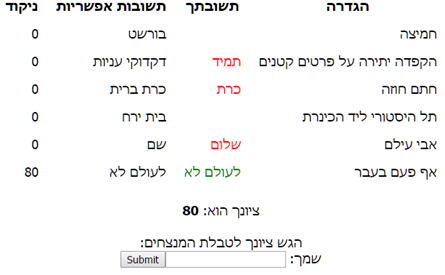 הגדרה תשובתך תשובות אפשריות ניקוד
חמיצה בורשט 0
הקפדה יתירה על פרטים קטנים תמיד דקדוקי עניות 0
חתם חוזה כרת כרת ברית 0
תל היסטורי ליד הכינרת בית ירח 0
אבי עילם שלום שם 0
אף פעם בעבר לעולם לא לעולם לא 80
ציונך הוא: 80
הגש ציונך לטבלת המנצחים:
שמך: Submit